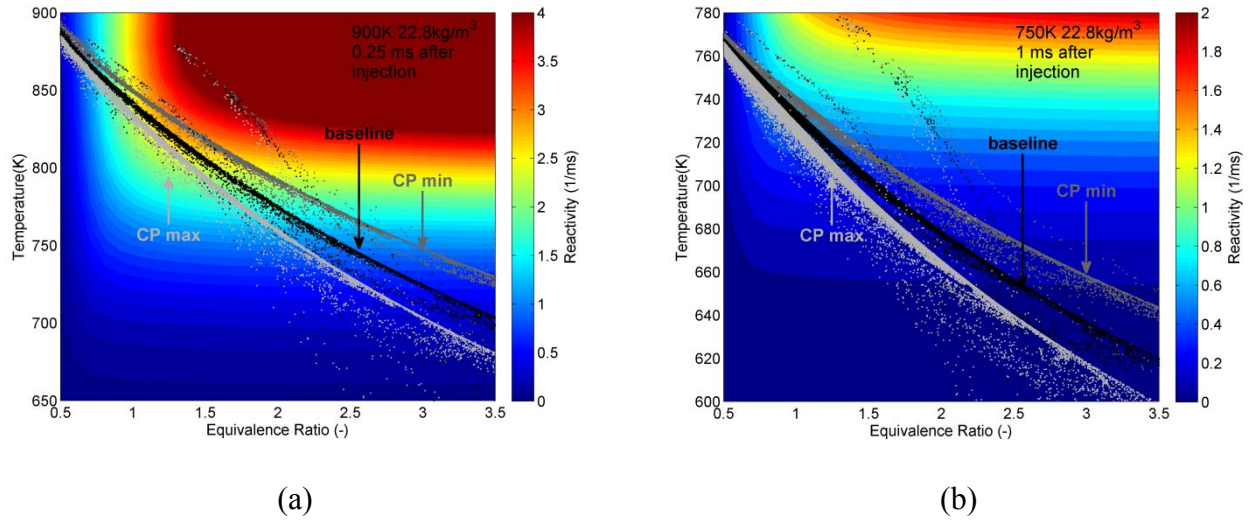 900
850
800
750
700
650
Temperature(K)
0.5
1
1.5
2
2.5
3
3.5
Equivalence Ratio (-)
900K 22.8kg/m³
0.25 ms after
injection
baseline
CP min
CP max
4
3.5
3
2.5
2
1.5
1
0.5
0
Reactivity (1/ms)
(a)
780
760
740
720
700
680
660
640
620
600
Temperature(K)
0.5
1
1.5
2
2.5
3
3.5
Equivalence Ratio (-)
750K 22.8kg/m³
1 ms after
injection
baseline
CP min
CP max
2
1.8
1.6
1.4
1.2
1
0.8
0.6
0.4
0.2
0
Reactivity (1/ms)
(b)